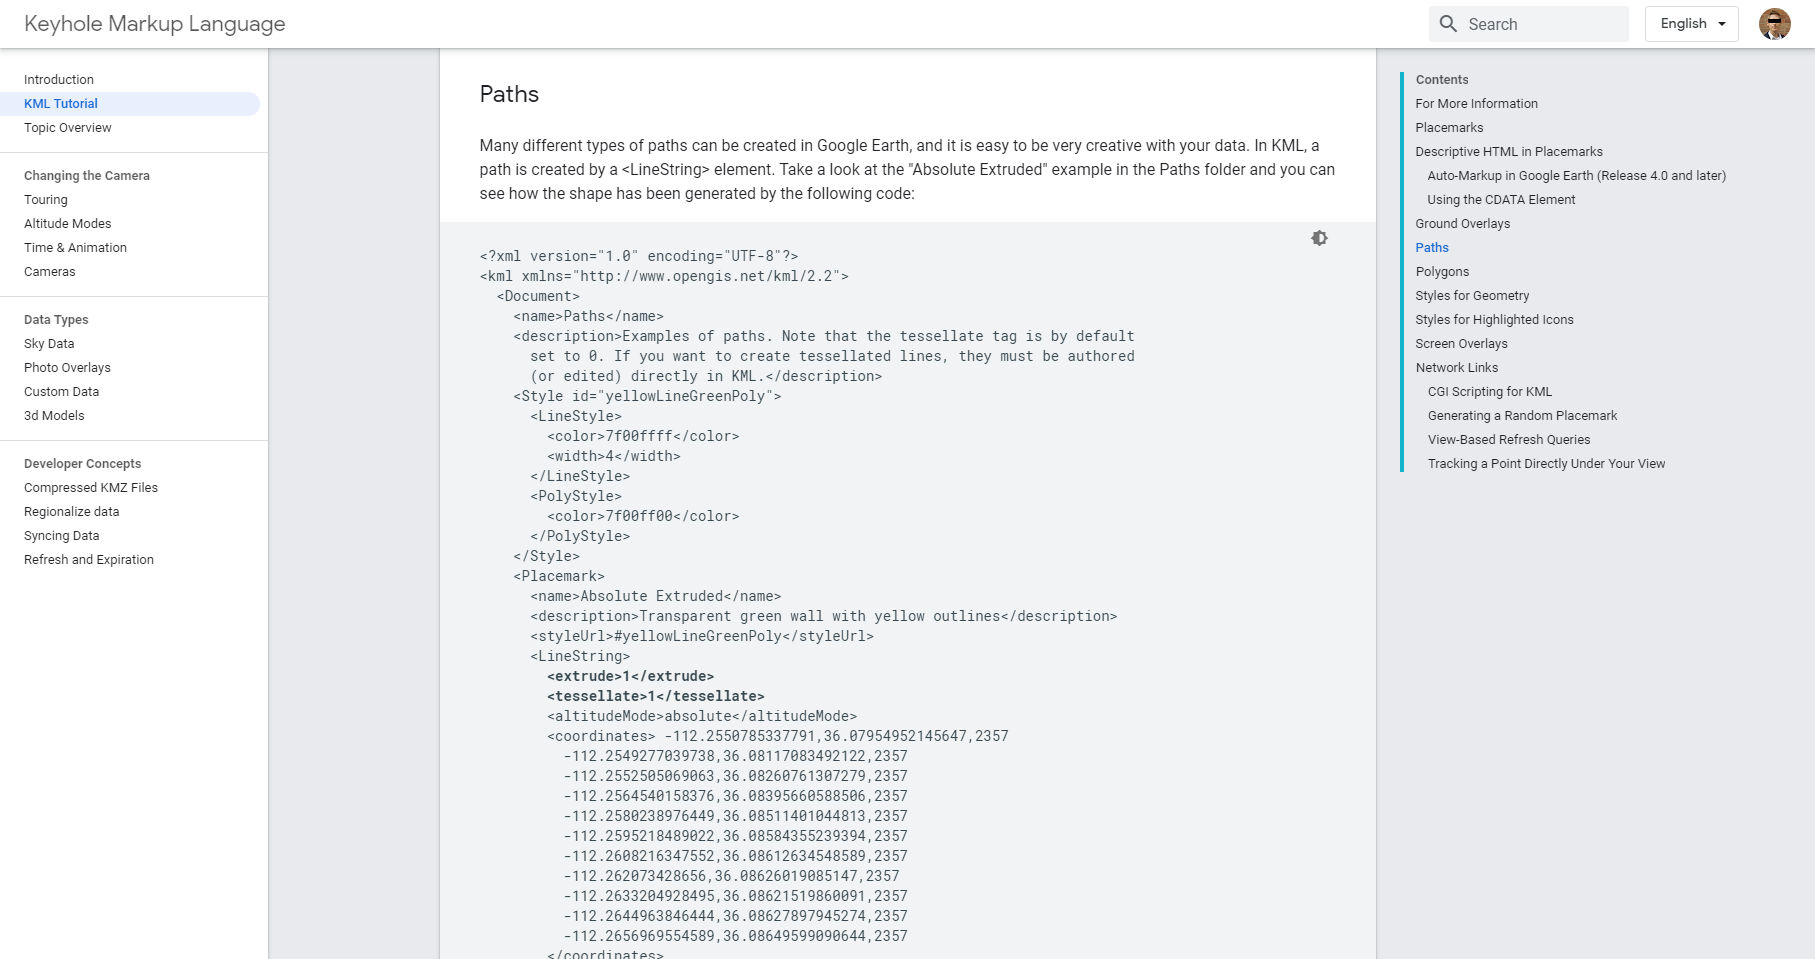 Keyhole Markup Language
Search
English
Introduction
KML Tutorial
Topic Overview
Changing the Camera
Touring
Altitude Modes
Time & Animation
Cameras
Data Types
Sky Data
Photo Overlays
Custom Data
3d Models
Developer Concepts
Compressed KMZ Files
Regionalize data
Syncing Data
Refresh and Expiration
Paths
Many different types of paths can be created in Google Earth, and it is easy to be very creative with your data. In KML, a
path is created by a <LineString> element. Take a look at the "Absolute Extruded" example in the Paths folder and you can
see how the shape has been generated by the following code:
<?xml version="1.0" encoding="UTF-8"?>
<kml xmlns="http://www.opengis.net/kml/2.2">
  <Document>
    <name>Paths</name>
    <description>Examples of paths. Note that the tessellate tag is by default
      set to 0. If you want to create tessellated lines, they must be authored
      (or edited) directly in KML.</description>
    <Style id="yellowLineGreenPoly">
      <LineStyle>
        <color>7f00ffff</color>
        <width>4</width>
      </LineStyle>
      <PolyStyle>
        <color>7f00ff00</color>
      </PolyStyle>
    </Style>
    <Placemark>
      <name>Absolute Extruded</name>
      <description>Transparent green wall with yellow outlines</description>
      <styleUrl>#yellowLineGreenPoly</styleUrl>
      <LineString>
        <extrude>1</extrude>
        <tessellate>1</tessellate>
        <altitudeMode>absolute</altitudeMode>
        <coordinates> -112.2550785337791,36.07954952145647,2357
          -112.2549277039738,36.08117083492122,2357
          -112.2552505069063,36.08260761307279,2357
          -112.2564540158376,36.08395660588506,2357
          -112.2580238976449,36.08511401044813,2357
          -112.2595218489022,36.08584355239394,2357
          -112.2608216347552,36.08612634548589,2357
          -112.262073428656,36.08626019085147,2357
          -112.2633204928495,36.08621519860091,2357
          -112.2644963846444,36.08627897945274,2357
          -112.2656969554589,36.08649599090644,2357
        </coordinates>
Contents
For More Information
Placemarks
Descriptive HTML in Placemarks
Auto-Markup in Google Earth (Release 4.0 and later)
Using the CDATA Element
Ground Overlays
Paths
Polygons
Styles for Geometry
Styles for Highlighted Icons
Screen Overlays
Network Links
CGI Scripting for KML
Generating a Random Placemark
View-Based Refresh Queries
Tracking a Point Directly Under Your View